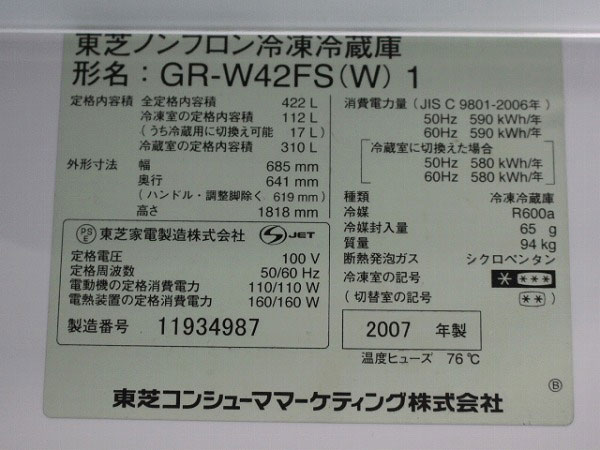 東芝ノンフロン冷凍冷蔵庫
形名：GR-W42FS(W) 1
定格内容積 全定格内容積 422 L
冷凍室の定格内容積 112 L
(うち冷蔵用に切換え可能 17 L)
冷蔵室の定格内容積 310 L
外形寸法 幅 685 mm
奥行 641 mm
(ハンドル・調整脚除く 619 mm)
高さ 1818 mm
PS
E
東芝家電製造株式会社 S JET
定格電圧 100 V
定格周波数 50/60 Hz
電動機の定格消費電力 110/110 W
電熱装置の定格消費電力 160/160 W
製造番号 11934987
消費電力量 (JIS C 9801-2006年)
50Hz 590 kWh/年
60Hz 590 kWh/年
冷蔵室に切換えた場合
50Hz 580 kWh/年
60Hz 580 kWh/年
種類 冷凍冷蔵庫
冷媒 R600a
冷媒封入量 65 g
質量 94 kg
断熱発泡ガス シクロペンタン
冷凍室の記号 * ***
(切替室の記号 ** )
2007 年製
温度ヒューズ 76℃
B
東芝コンシューママーケティング株式会社